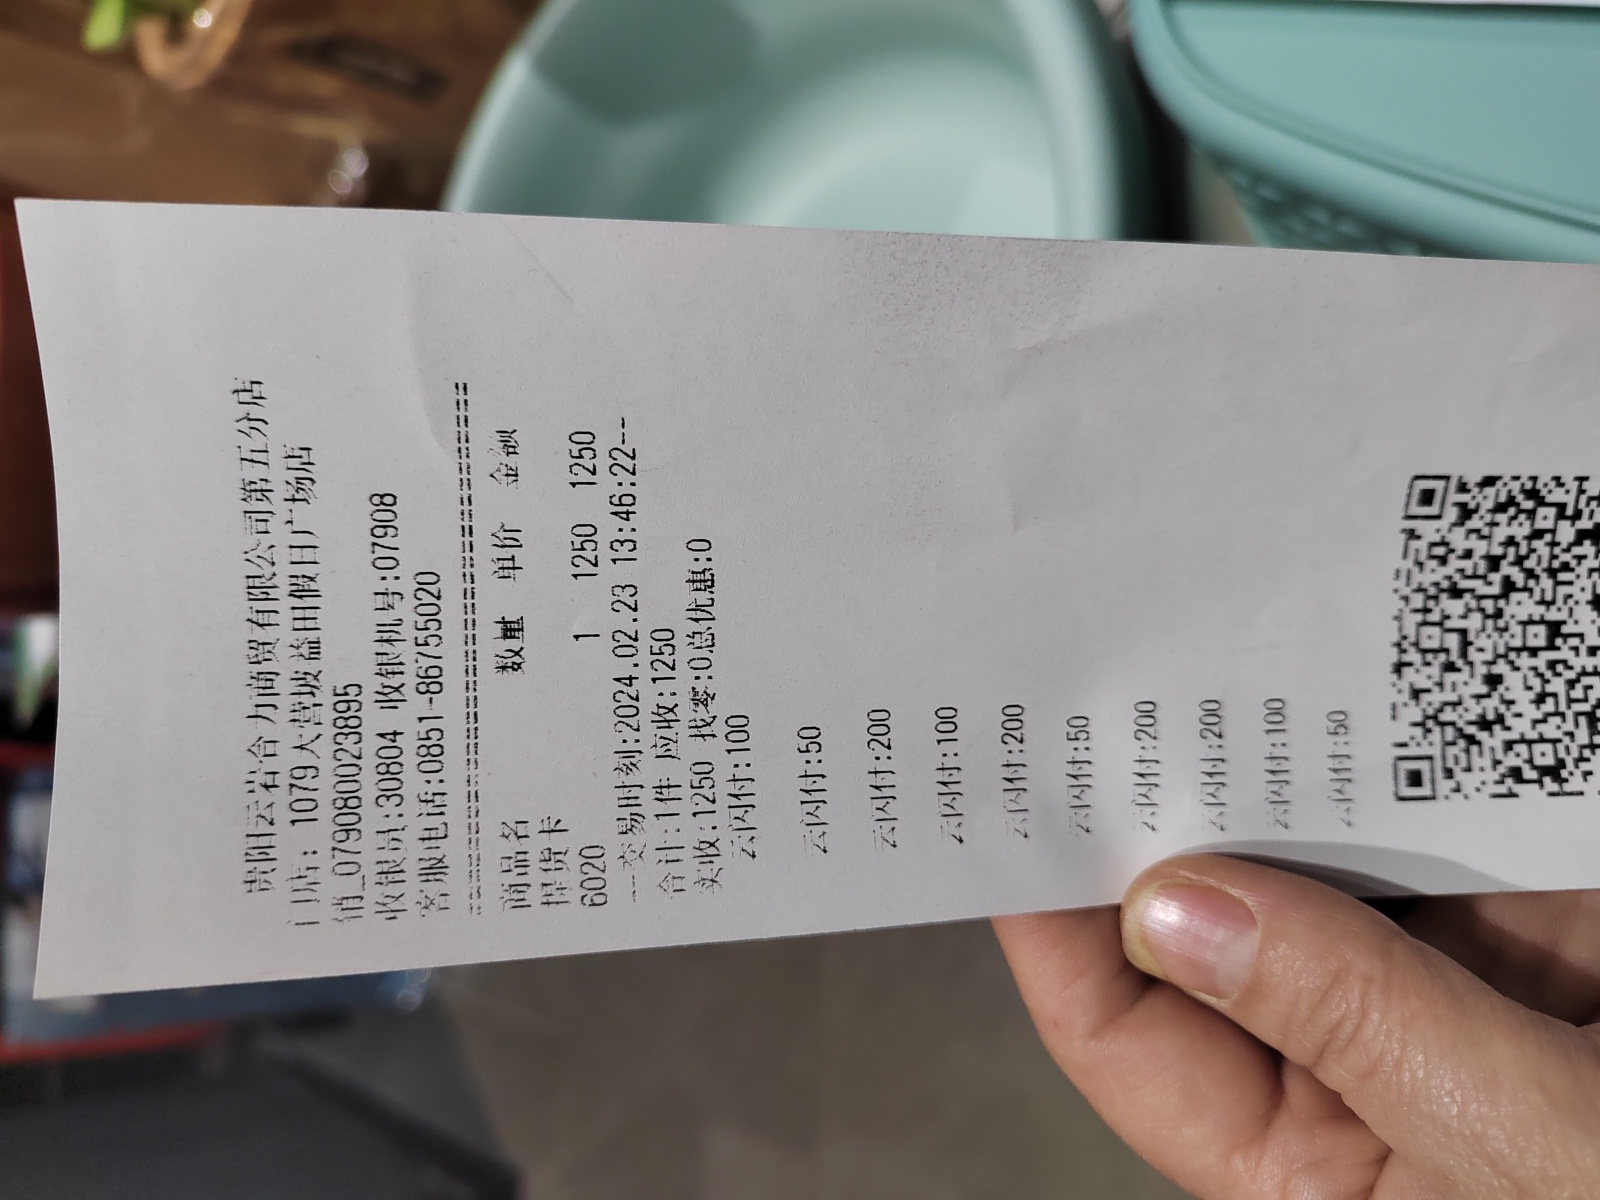 贵阳云岩合力商贸有限公司第五分店
门店: 1079大营坡益田假日广场店
销_0790800023895
收银员:30804 收银机号:07908
客服电话:0851-86755020
商品名 数量 单价 金额
提货卡
6020 1 1250 1250
--交易时刻:2024.02.23 13:46:22--
合计:1件 应收:1250
实收:1250 找零:0总优惠:0
云闪付:100
云闪付:50
云闪付:200
云闪付:100
云闪付:200
云闪付:50
云闪付:200
云闪付:200
云闪付:100
云闪付:50